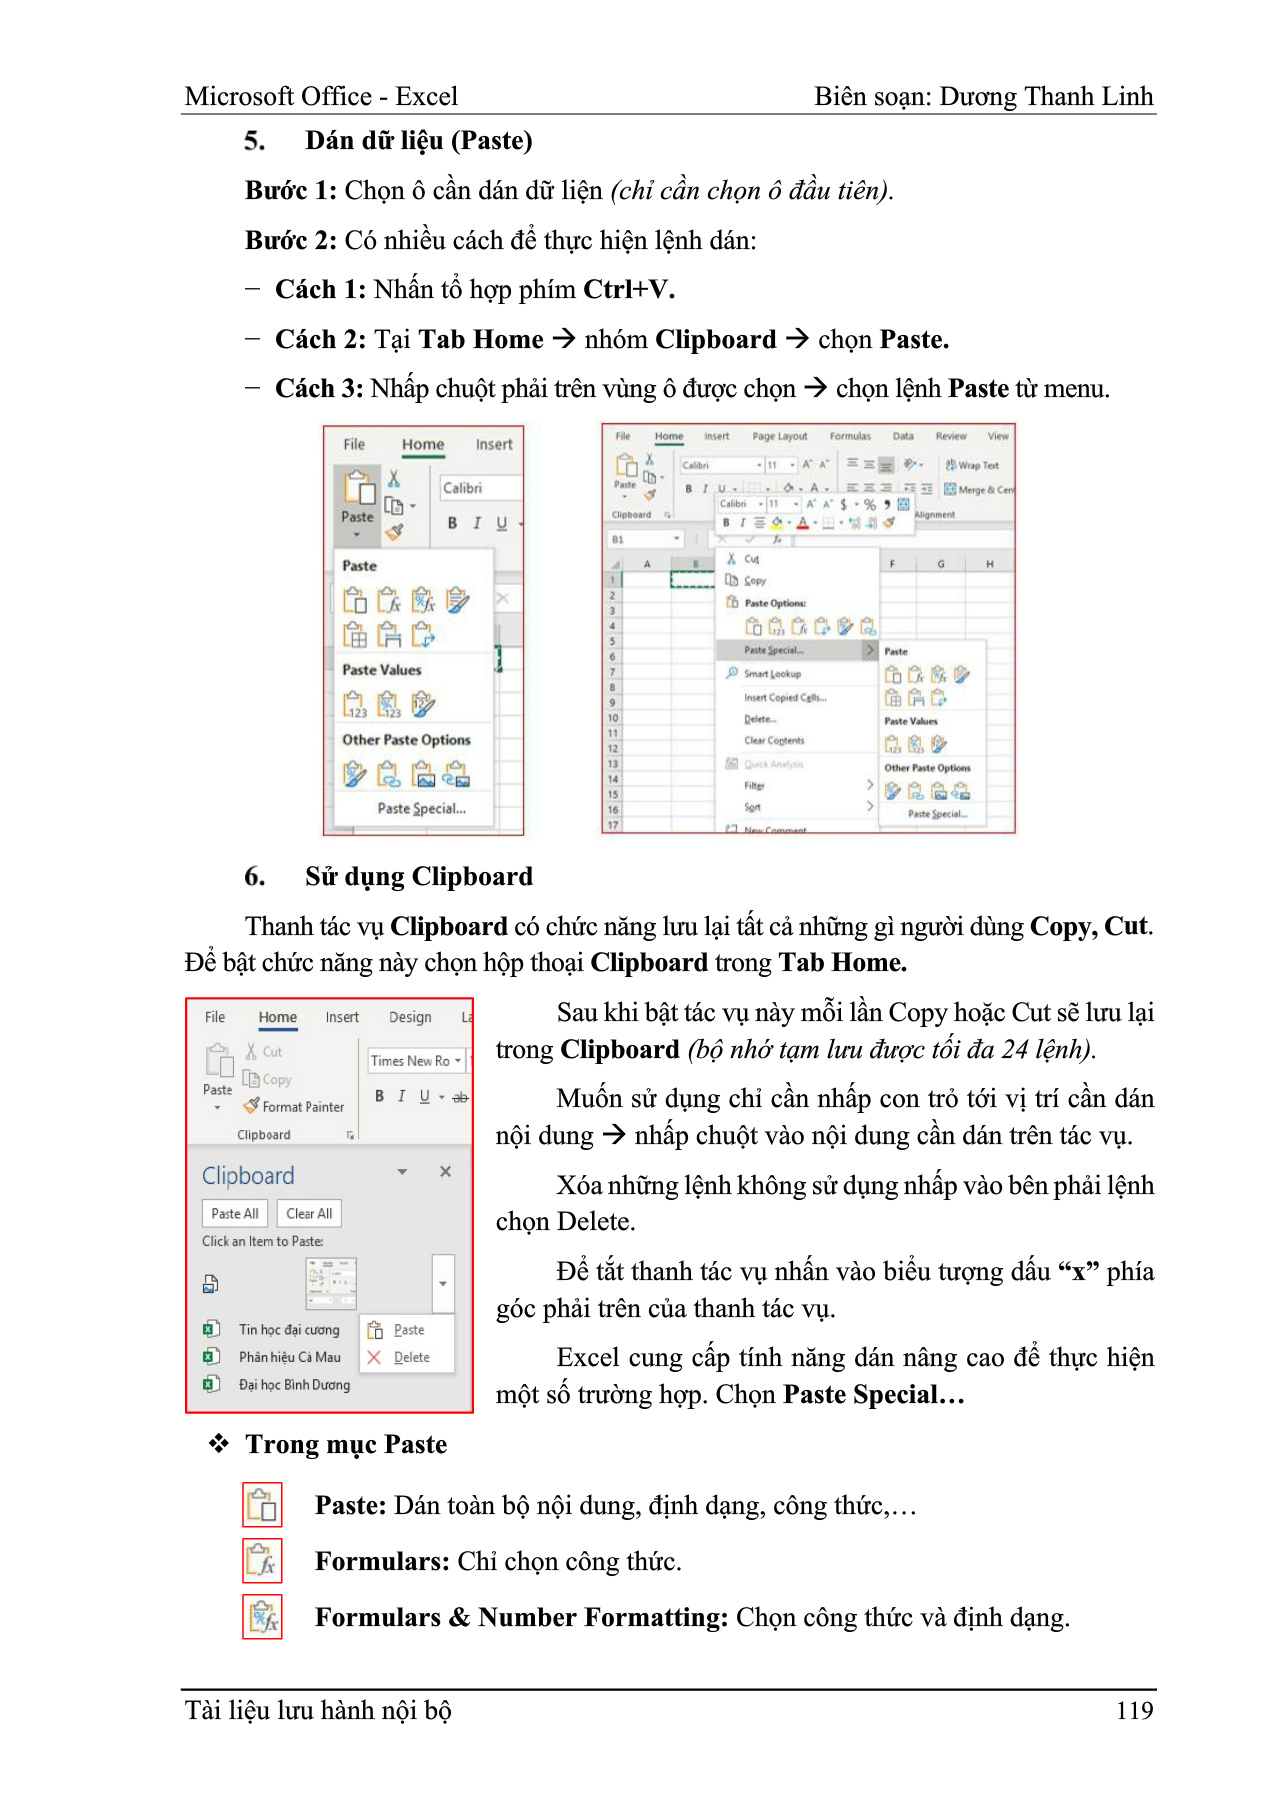 Microsoft Office - Excel Biên soạn: Dương Thanh Linh
5. Dán dữ liệu (Paste)
Bước 1: Chọn ô cần dán dữ liện (chỉ cần chọn ô đầu tiên).
Bước 2: Có nhiều cách để thực hiện lệnh dán:
− Cách 1: Nhấn tổ hợp phím Ctrl+V.
− Cách 2: Tại Tab Home → nhóm Clipboard → chọn Paste.
− Cách 3: Nhấp chuột phải trên vùng ô được chọn → chọn lệnh Paste từ menu.
File Home Insert
Calibri
Paste
B I U
Paste
Paste Values
Other Paste Options
Paste Special...
File Home Insert Page Layout Formulas Data Review View
Calibri 11 A A Wrap Text
Paste B I U A Merge & Cen
Calibri 11 A A $ % ,
Clipboard B I A Alignment
B1
A B F G H
1
2
3
4
5
6
7
8
9
10
11
12
13
14
15
16
17
Cut
Copy
Paste Options:
Paste Special...
Smart Lookup
Insert Copied Cells...
Delete...
Clear Contents
Quick Analysis
Filter
Sort
New Comment
Paste
Paste Values
Other Paste Options
Paste Special...
6. Sử dụng Clipboard
Thanh tác vụ Clipboard có chức năng lưu lại tất cả những gì người dùng Copy, Cut.
Để bật chức năng này chọn hộp thoại Clipboard trong Tab Home.
File Home Insert Design La
Cut
Copy
Paste
Format Painter
Times New Ro
B I U ab
Clipboard
Clipboard
Paste All Clear All
Click an Item to Paste:
Tin học đại cương
Phân hiệu Cà Mau
Đại học Bình Dương
Paste
Delete
Sau khi bật tác vụ này mỗi lần Copy hoặc Cut sẽ lưu lại
trong Clipboard (bộ nhớ tạm lưu được tối đa 24 lệnh).
Muốn sử dụng chỉ cần nhấp con trỏ tới vị trí cần dán
nội dung → nhấp chuột vào nội dung cần dán trên tác vụ.
Xóa những lệnh không sử dụng nhấp vào bên phải lệnh
chọn Delete.
Để tắt thanh tác vụ nhấn vào biểu tượng dấu “x” phía
góc phải trên của thanh tác vụ.
Excel cung cấp tính năng dán nâng cao để thực hiện
một số trường hợp. Chọn Paste Special…
❖ Trong mục Paste
Paste: Dán toàn bộ nội dung, định dạng, công thức,…
Formulars: Chỉ chọn công thức.
Formulars & Number Formatting: Chọn công thức và định dạng.
Tài liệu lưu hành nội bộ 119